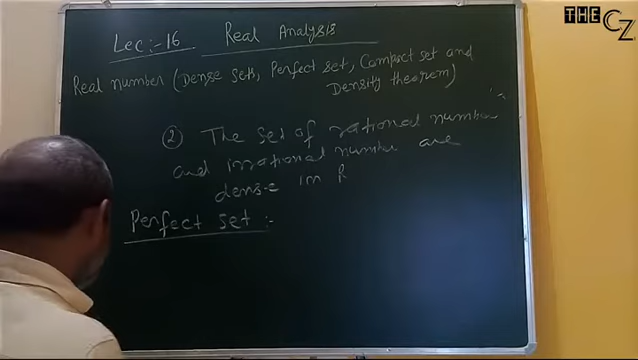 THE CZ
Lec:-16 Real Analysis
Real number (Dense sets, Perfect set, Compact set and
Density theorem)
② The set of rational number
and irrational number are
dense in R
Perfect set :-